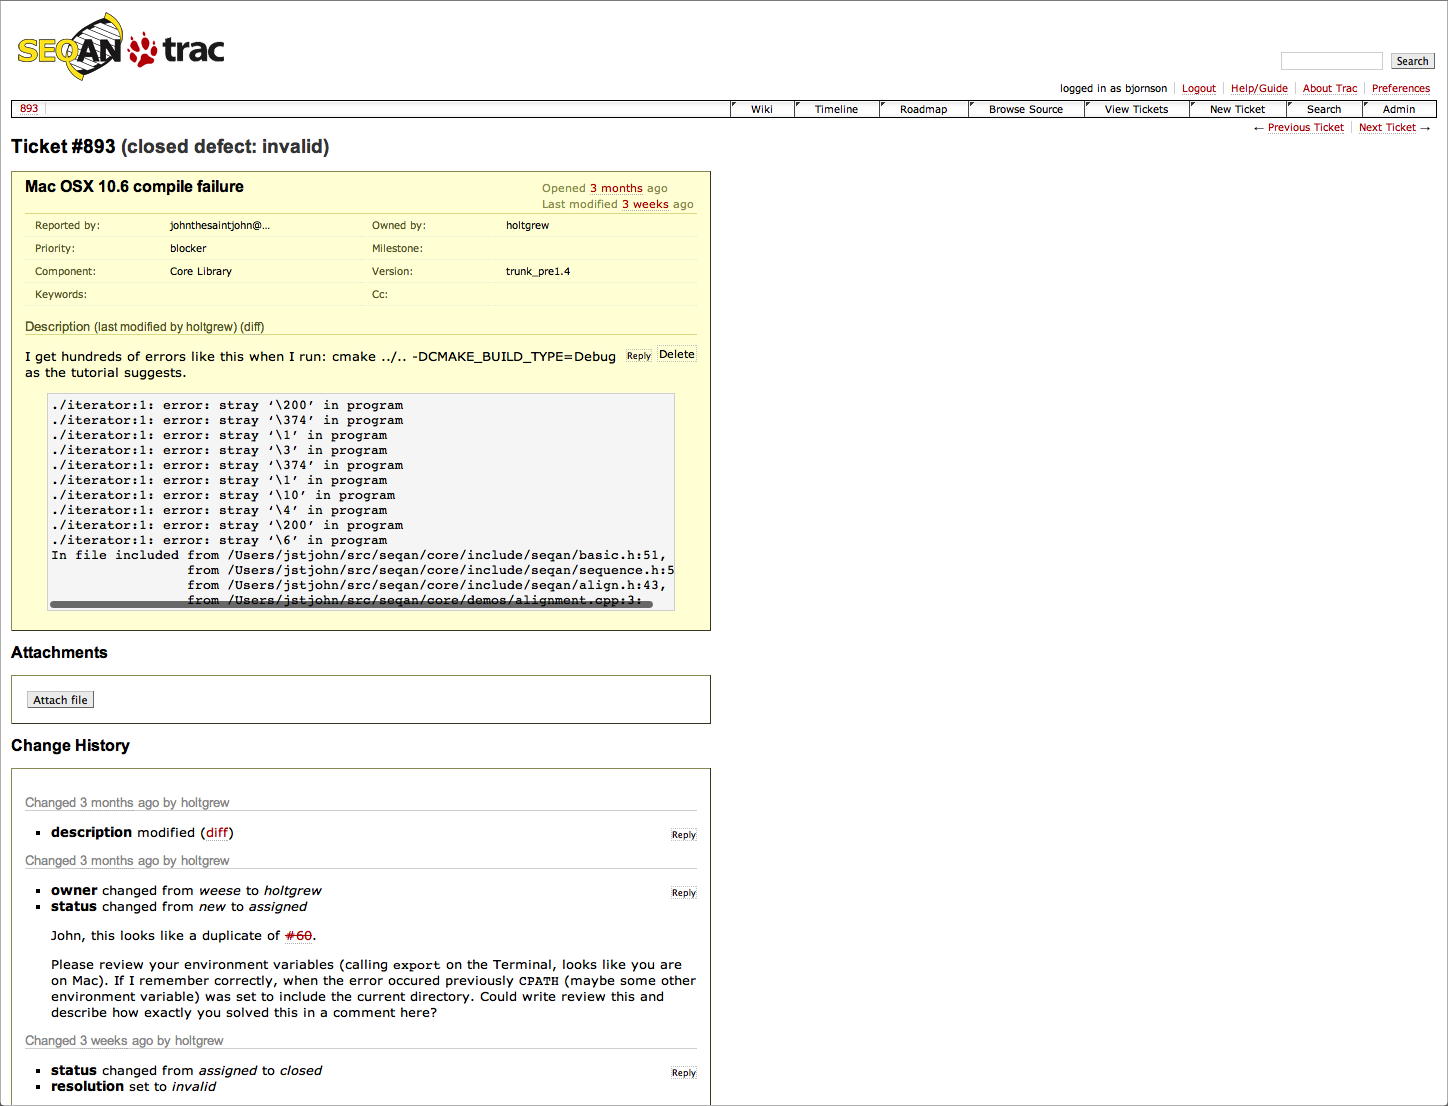 SEQAN trac
Search
logged in as bjornson Logout Help/Guide About Trac Preferences
893 Wiki Timeline Roadmap Browse Source View Tickets New Ticket Search Admin
← Previous Ticket Next Ticket →
Ticket #893 (closed defect: invalid)
Mac OSX 10.6 compile failure
Opened 3 months ago
Last modified 3 weeks ago
Reported by: johnthesaintjohn@… Owned by: holtgrew
Priority: blocker Milestone:
Component: Core Library Version: trunk_pre1.4
Keywords: Cc:
Description (last modified by holtgrew) (diff)
I get hundreds of errors like this when I run: cmake ../.. -DCMAKE_BUILD_TYPE=Debug Reply Delete
as the tutorial suggests.
./iterator:1: error: stray ‘\200’ in program
./iterator:1: error: stray ‘\374’ in program
./iterator:1: error: stray ‘\1’ in program
./iterator:1: error: stray ‘\3’ in program
./iterator:1: error: stray ‘\374’ in program
./iterator:1: error: stray ‘\1’ in program
./iterator:1: error: stray ‘\10’ in program
./iterator:1: error: stray ‘\4’ in program
./iterator:1: error: stray ‘\200’ in program
./iterator:1: error: stray ‘\6’ in program
In file included from /Users/jstjohn/src/seqan/core/include/seqan/basic.h:51,
from /Users/jstjohn/src/seqan/core/include/seqan/sequence.h:5
from /Users/jstjohn/src/seqan/core/include/seqan/align.h:43,
from /Users/jstjohn/src/seqan/core/demos/alignment.cpp:3:
Attachments
Attach file
Change History
Changed 3 months ago by holtgrew
description modified (diff) Reply
Changed 3 months ago by holtgrew
owner changed from weese to holtgrew Reply
status changed from new to assigned
John, this looks like a duplicate of #60.
Please review your environment variables (calling export on the Terminal, looks like you are
on Mac). If I remember correctly, when the error occured previously CPATH (maybe some other
environment variable) was set to include the current directory. Could write review this and
describe how exactly you solved this in a comment here?
Changed 3 weeks ago by holtgrew
status changed from assigned to closed Reply
resolution set to invalid